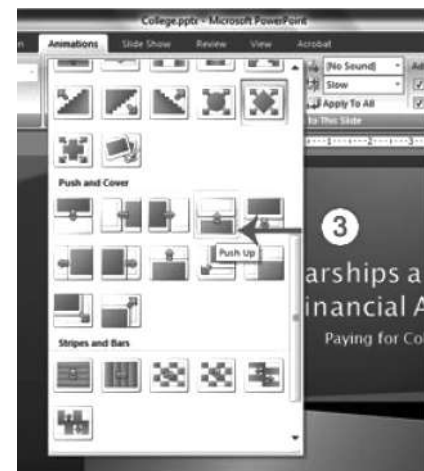 College.pptx - Microsoft PowerPoint
Animations Slide Show Review View Acrobat
[No Sound]
Slow
Apply To All
to This Slide
Push and Cover
3
Push Up
arships a
inancial A
Paying for Col
Stripes and Bars